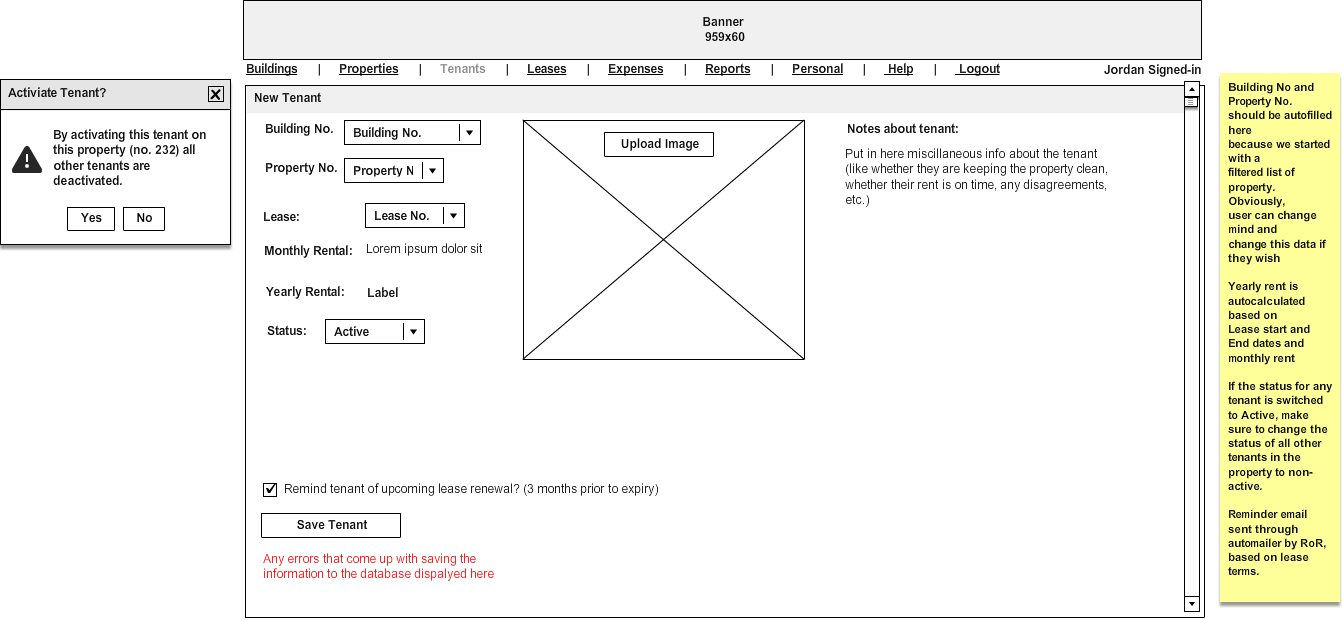 Banner
959x60
Buildings | Properties | Tenants | Leases | Expenses | Reports | Personal | Help | Logout
Jordan Signed-in
Activiate Tenant?
By activating this tenant on
this property (no. 232) all
other tenants are
deactivated.
Yes No
New Tenant
Building No. Building No.
Property No. Property N
Lease: Lease No.
Monthly Rental: Lorem ipsum dolor sit
Yearly Rental: Label
Status: Active
Upload Image
Notes about tenant:
Put in here miscillaneous info about the tenant
(like whether they are keeping the property clean,
whether their rent is on time, any disagreements,
etc.)
Remind tenant of upcoming lease renewal? (3 months prior to expiry)
Save Tenant
Any errors that come up with saving the
information to the database dispalyed here
Building No and
Property No.
should be autofilled
here
because we started
with a
filtered list of
property.
Obviously,
user can change
mind and
change this data if
they wish
Yearly rent is
autocalculated
based on
Lease start and
End dates and
monthly rent
If the status for any
tenant is switched
to Active, make
sure to change the
status of all other
tenants in the
property to non-
active.
Reminder email
sent through
automailer by RoR,
based on lease
terms.